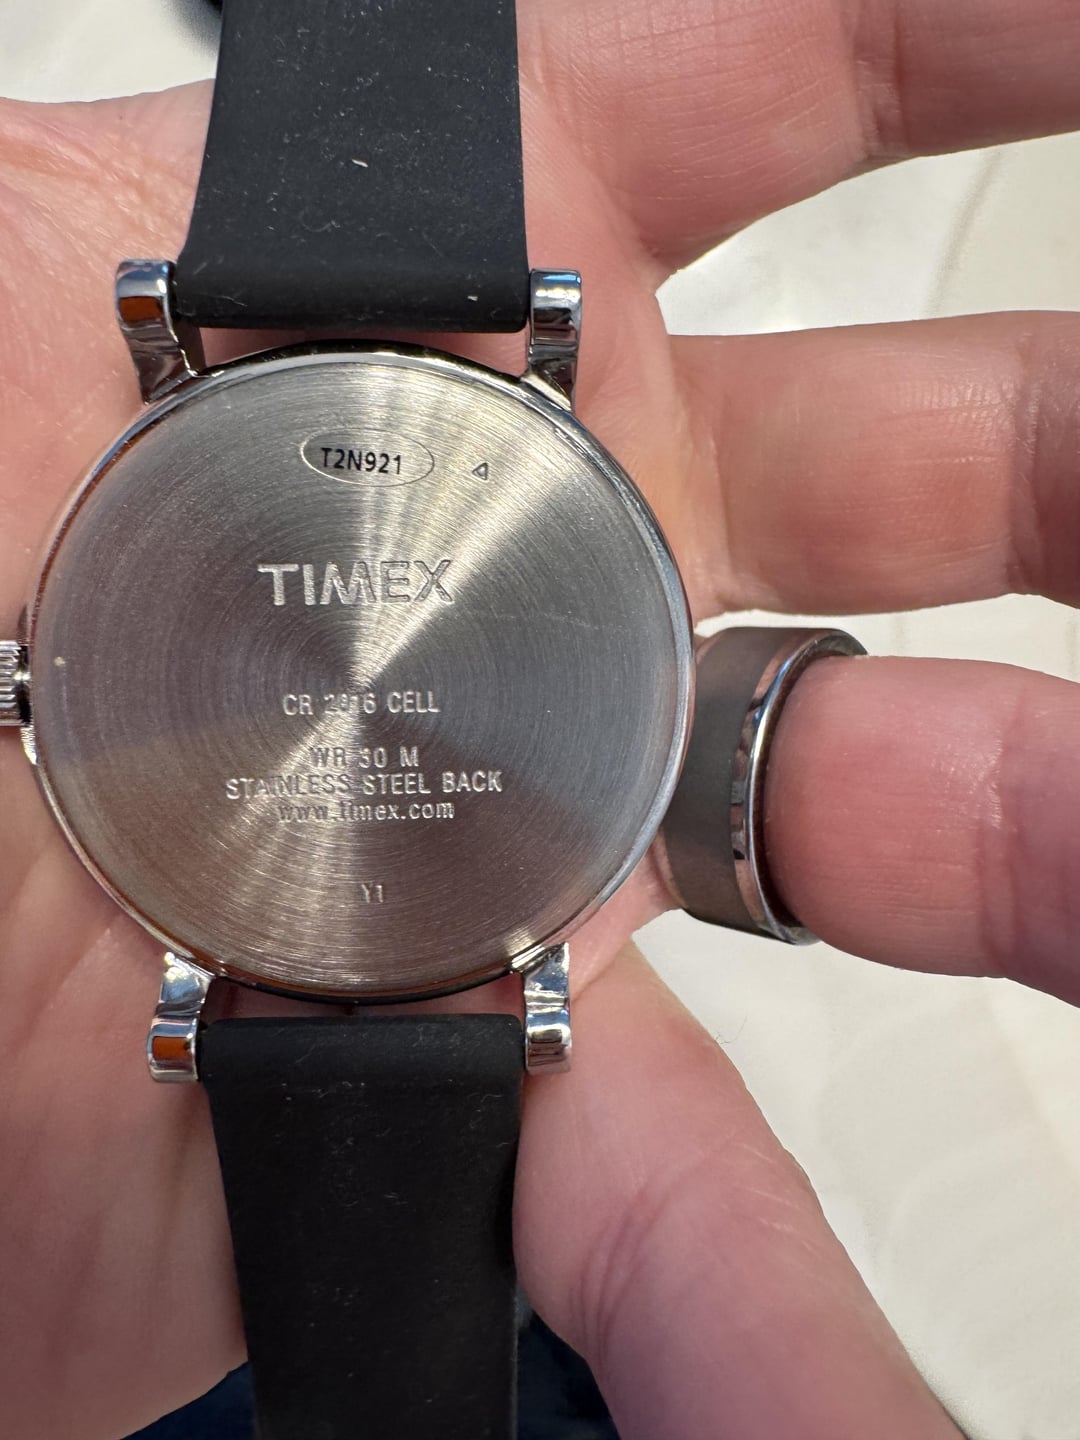 T2N921
TIMEX
CR 2016 CELL
WR 30 M
STAINLESS STEEL BACK
www.timex.com
Y1